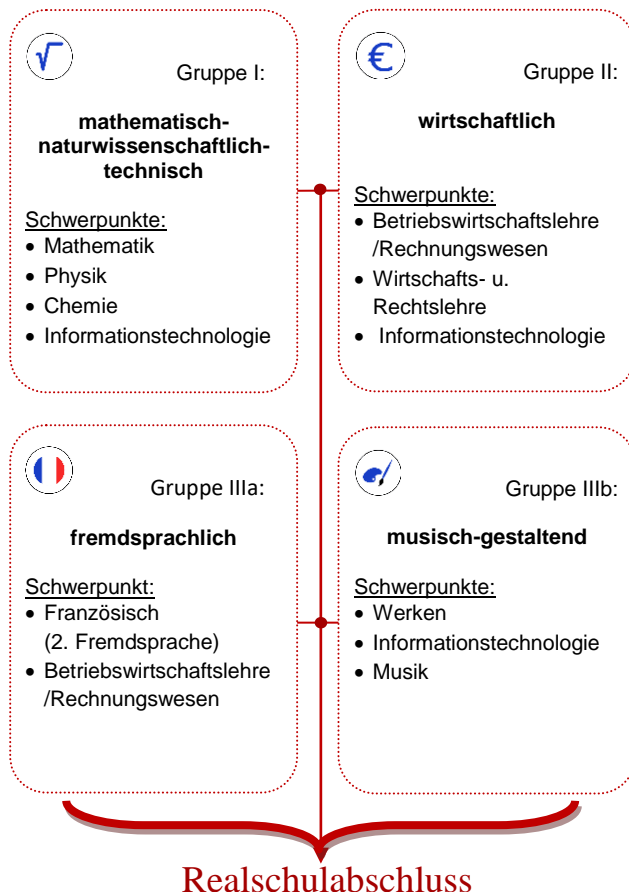 Gruppe I:
mathematisch-
naturwissenschaftlich-
technisch
Schwerpunkte:
• Mathematik
• Physik
• Chemie
• Informationstechnologie
€
Gruppe II:
wirtschaftlich
Schwerpunkte:
• Betriebswirtschaftslehre
/Rechnungswesen
• Wirtschafts- u.
Rechtslehre
• Informationstechnologie
Gruppe IIIa:
fremdsprachlich
Schwerpunkt:
• Französisch
(2. Fremdsprache)
• Betriebswirtschaftslehre
/Rechnungswesen
Gruppe IIIb:
musisch-gestaltend
Schwerpunkte:
• Werken
• Informationstechnologie
• Musik
Realschulabschluss